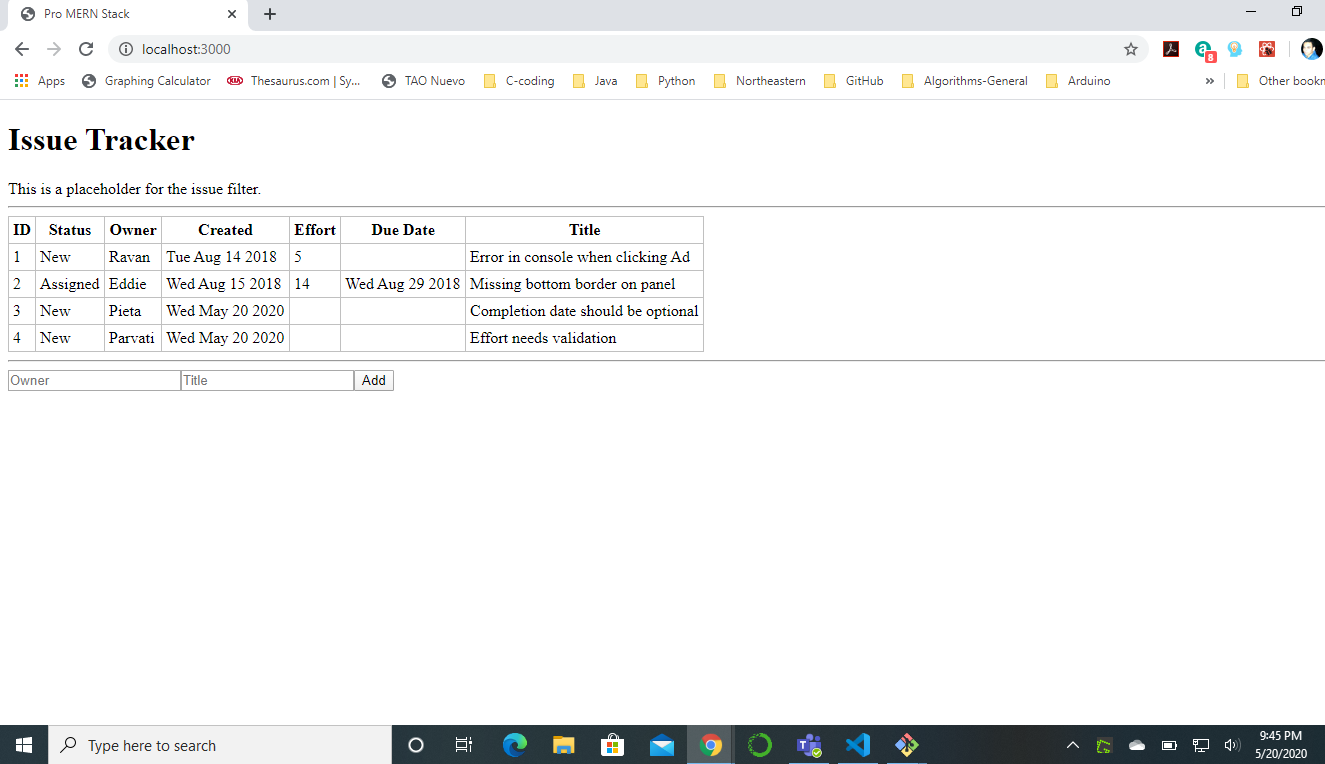 Pro MERN Stack
localhost:3000
8
Apps Graphing Calculator Thesaurus.com | Sy... TAO Nuevo C-coding Java Python Northeastern GitHub Algorithms-General Arduino » Other bookm
Issue Tracker
This is a placeholder for the issue filter.
ID Status Owner Created Effort Due Date Title
1 New Ravan Tue Aug 14 2018 5 Error in console when clicking Ad
2 Assigned Eddie Wed Aug 15 2018 14 Wed Aug 29 2018 Missing bottom border on panel
3 New Pieta Wed May 20 2020 Completion date should be optional
4 New Parvati Wed May 20 2020 Effort needs validation
Owner Title Add
Type here to search
9:45 PM
5/20/2020